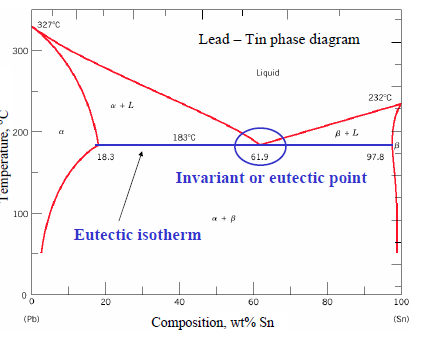 327°C
Lead – Tin phase diagram
300
Liquid
232°C
α + L
Temperature, °C
200
α
183°C
β + L
β
18.3
61.9
97.8
Invariant or eutectic point
100
α + β
Eutectic isotherm
0
0
20
40
60
80
100
(Pb)
Composition, wt% Sn
(Sn)